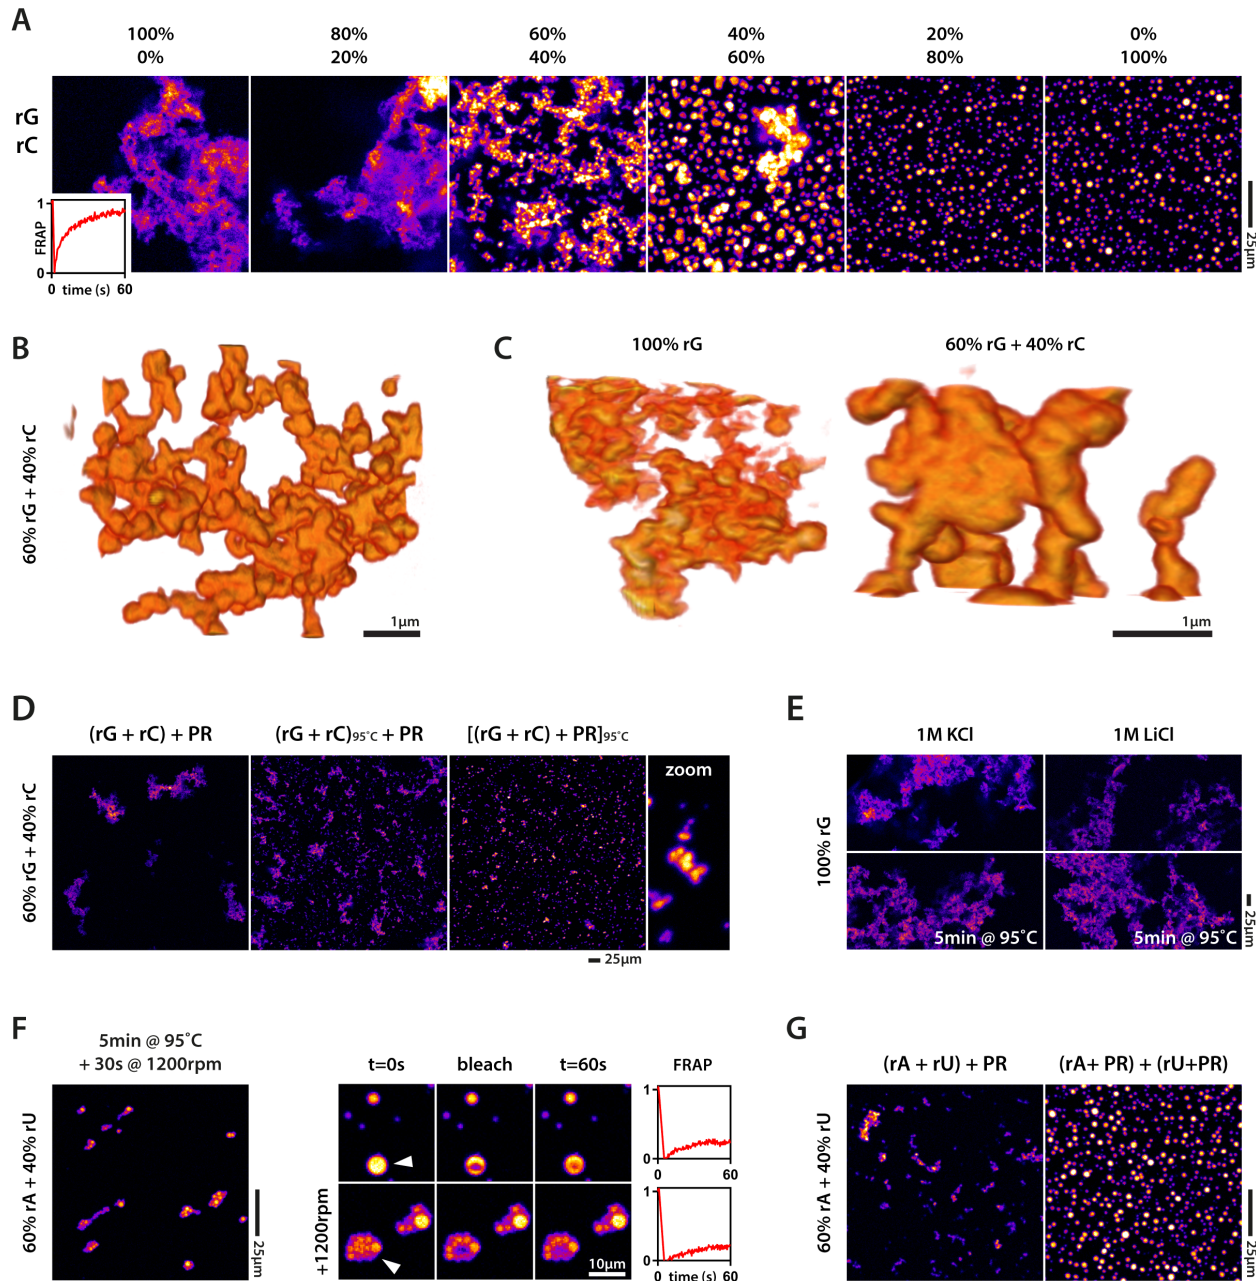 A
100% 80% 60% 40% 20% 0%
0% 20% 40% 60% 80% 100%
rG
rC
1
FRAP
0
0 time (s) 60
25μm
B
60% rG + 40% rC
1μm
C
100% rG 60% rG + 40% rC
1μm
D
(rG + rC) + PR (rG + rC)95˚C + PR [(rG + rC) + PR]95˚C
zoom
60% rG + 40% rC
25μm
E
1M KCl 1M LiCl
100% rG
5min @ 95˚C 5min @ 95˚C
25μm
F
5min @ 95˚C
+ 30s @ 1200rpm
60% rA + 40% rU
25μm
t=0s bleach t=60s FRAP
1
0
0 60
+1200rpm
10μm
1
0
0 time (s) 60
G
(rA + rU) + PR (rA+ PR) + (rU+PR)
60% rA + 40% rU
25μm